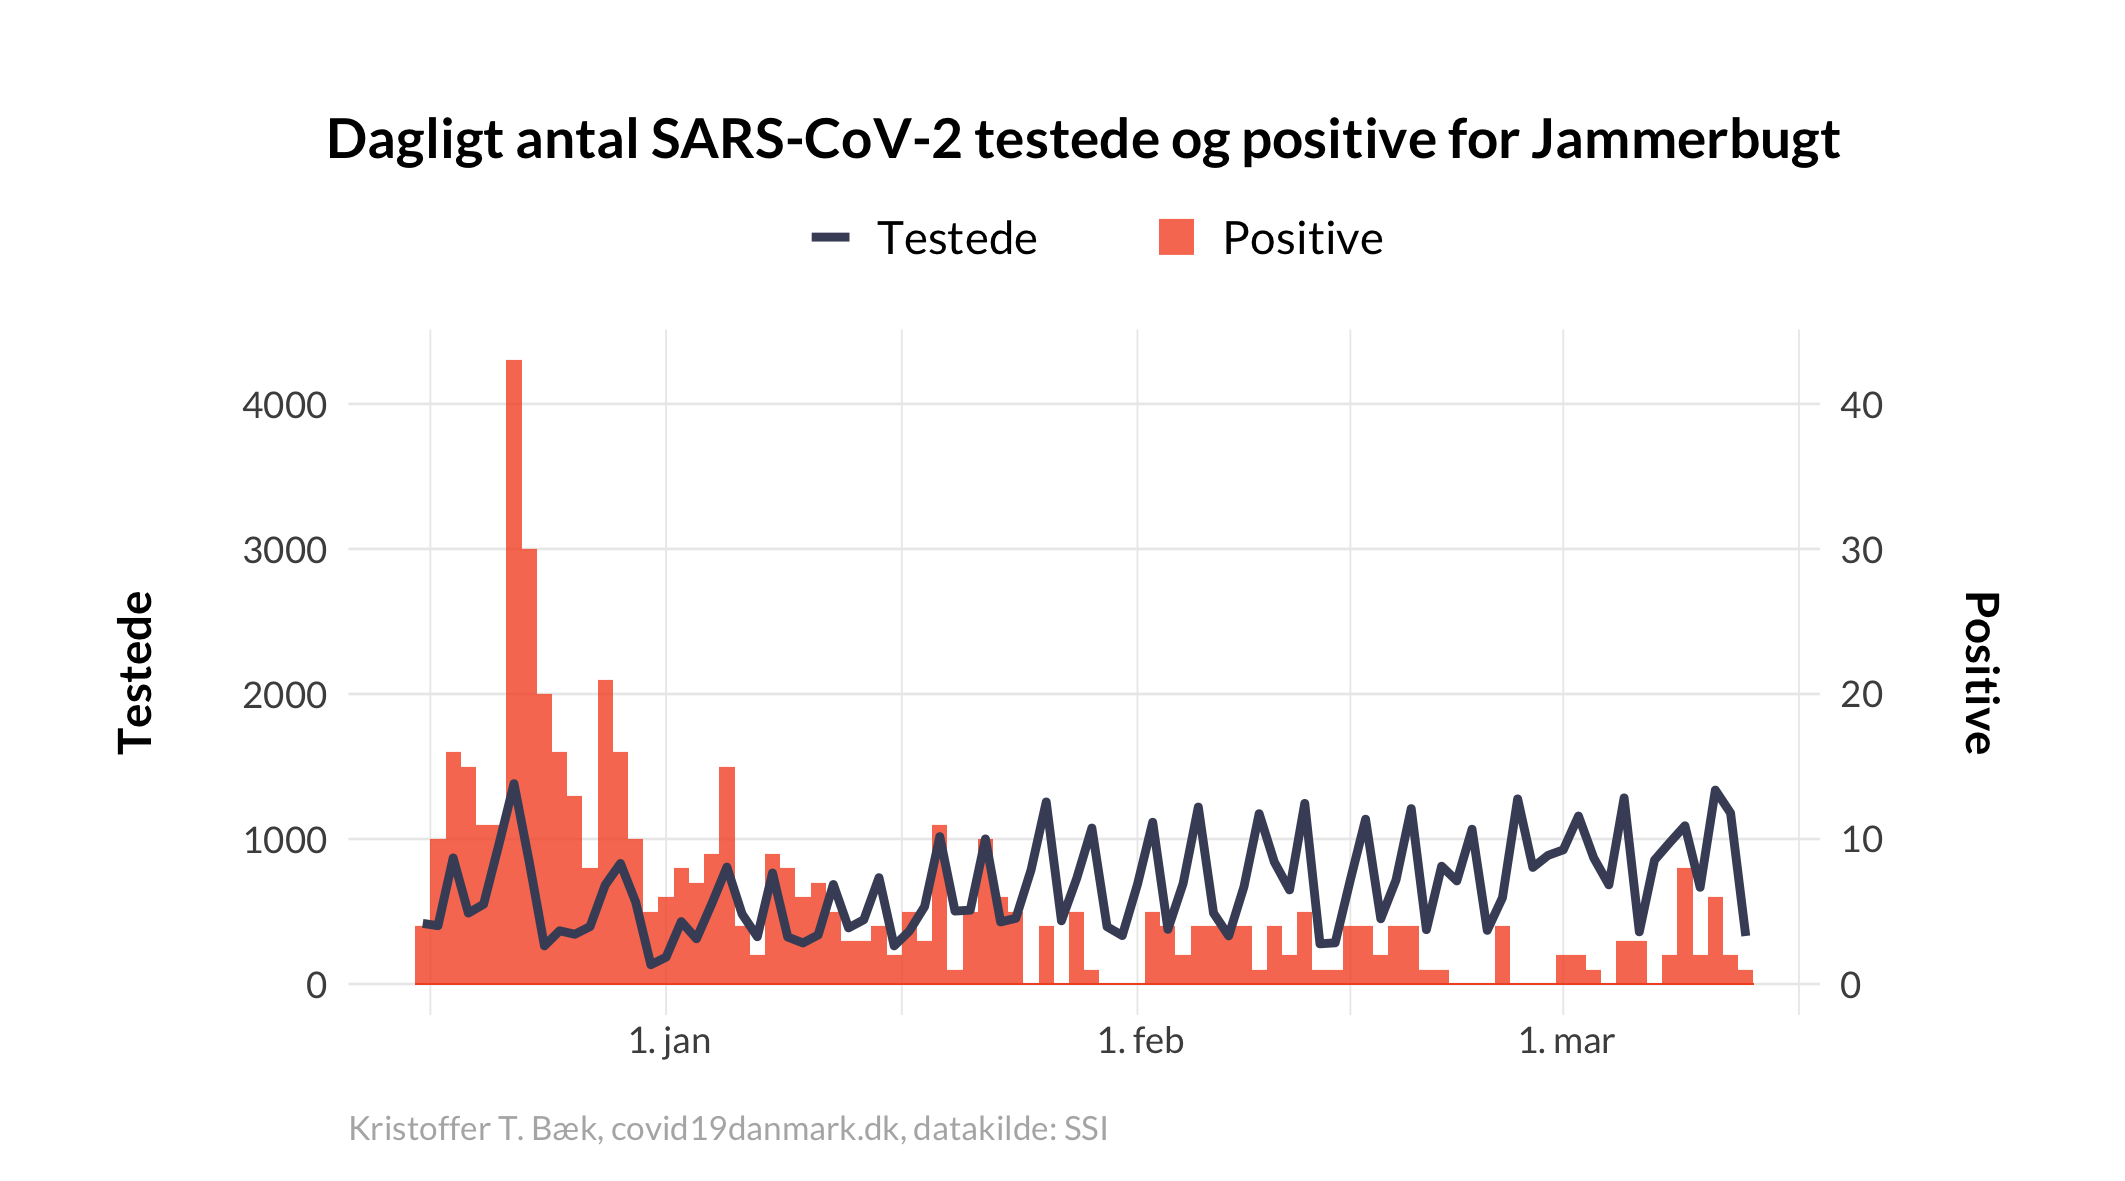 Dagligt antal SARS-CoV-2 testede og positive for Jammerbugt
Testede Positive
4000 40
3000 30
2000 20
1000 10
0 0
Testede
Positive
1. jan 1. feb 1. mar
Kristoffer T. Bæk, covid19danmark.dk, datakilde: SSI